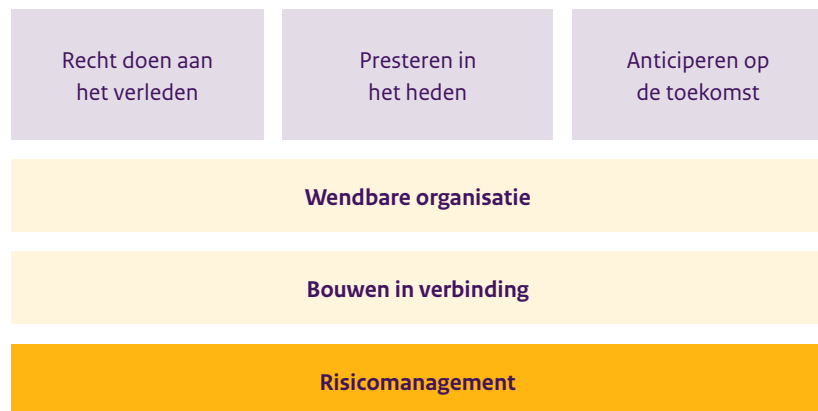 Recht doen aan
het verleden
Presteren in
het heden
Anticiperen op
de toekomst
Wendbare organisatie
Bouwen in verbinding
Risicomanagement